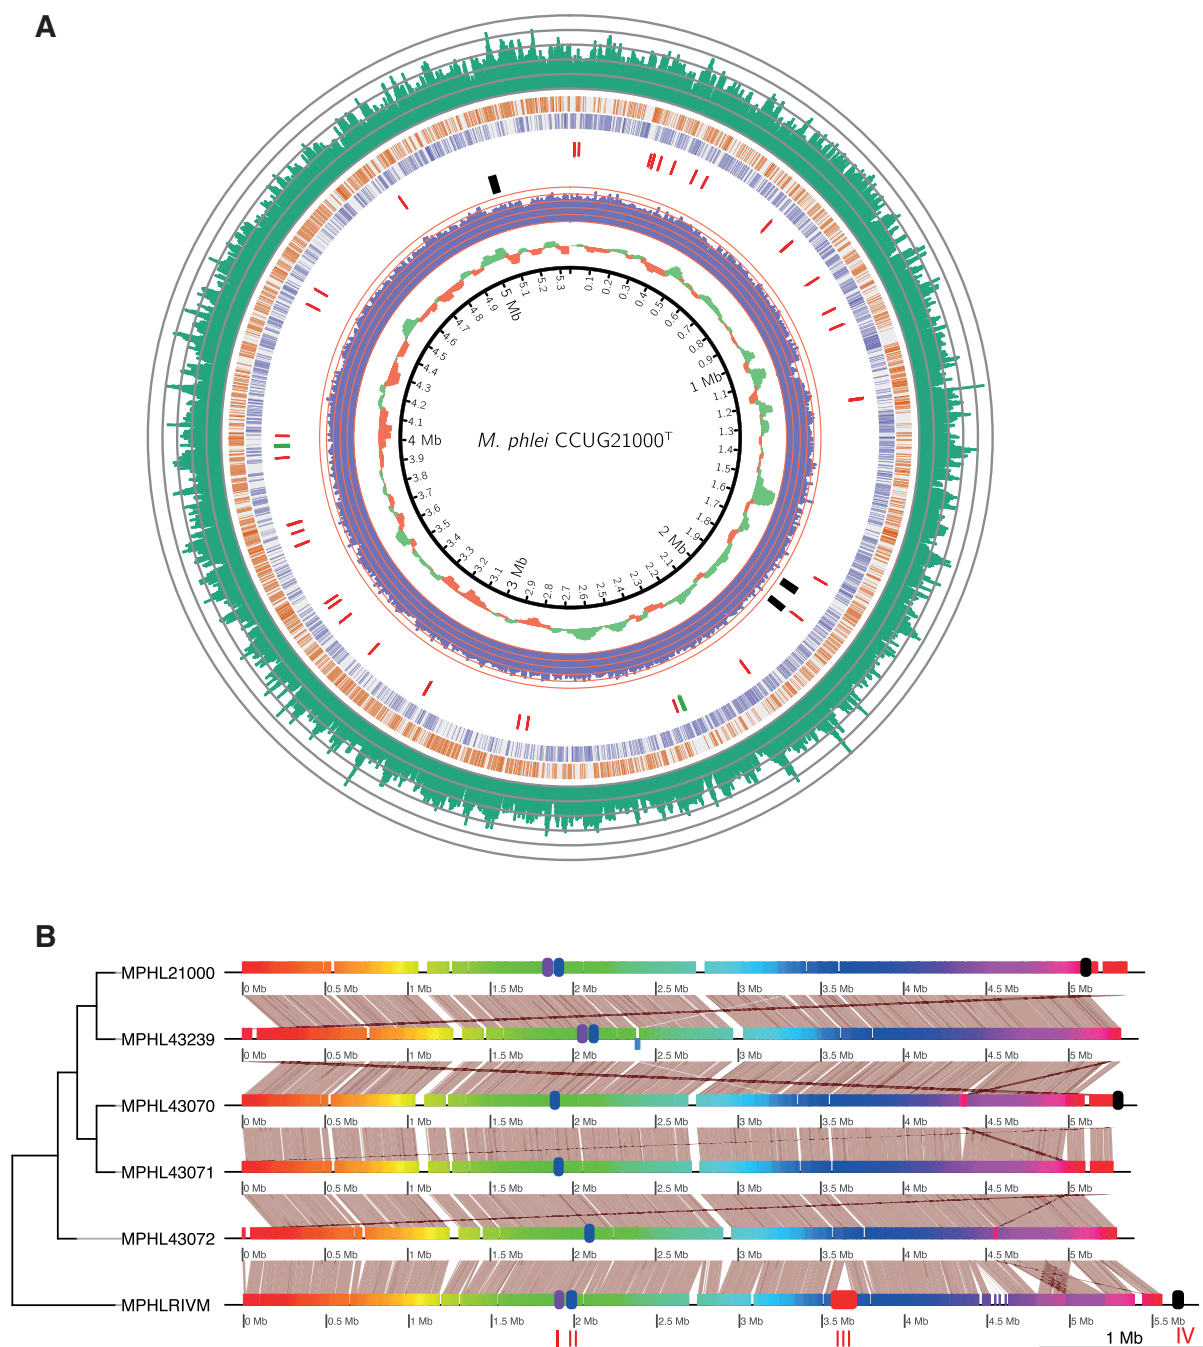 A
0.1
0.2
0.3
0.4
0.5
0.6
0.7
0.8
0.9
1 Mb
1.1
1.2
1.3
1.4
1.5
1.6
1.7
1.8
1.9
2 Mb
2.1
2.2
2.3
2.4
2.5
2.6
2.7
2.8
2.9
3 Mb
3.1
3.2
3.3
3.4
3.5
3.6
3.7
3.8
3.9
4 Mb
4.1
4.2
4.3
4.4
4.5
4.6
4.7
4.8
4.9
5 Mb
5.1
5.2
5.3
M. phlei CCUG21000ᵀ
B
MPHL21000
0 Mb 0.5 Mb 1 Mb 1.5 Mb 2 Mb 2.5 Mb 3 Mb 3.5 Mb 4 Mb 4.5 Mb 5 Mb
MPHL43239
0 Mb 0.5 Mb 1 Mb 1.5 Mb 2 Mb 2.5 Mb 3 Mb 3.5 Mb 4 Mb 4.5 Mb 5 Mb
MPHL43070
0 Mb 0.5 Mb 1 Mb 1.5 Mb 2 Mb 2.5 Mb 3 Mb 3.5 Mb 4 Mb 4.5 Mb 5 Mb
MPHL43071
0 Mb 0.5 Mb 1 Mb 1.5 Mb 2 Mb 2.5 Mb 3 Mb 3.5 Mb 4 Mb 4.5 Mb 5 Mb
MPHL43072
0 Mb 0.5 Mb 1 Mb 1.5 Mb 2 Mb 2.5 Mb 3 Mb 3.5 Mb 4 Mb 4.5 Mb 5 Mb
MPHLRIVM
0 Mb 0.5 Mb 1 Mb 1.5 Mb 2 Mb 2.5 Mb 3 Mb 3.5 Mb 4 Mb 4.5 Mb 5 Mb 5.5 Mb
I II III 1 Mb IV